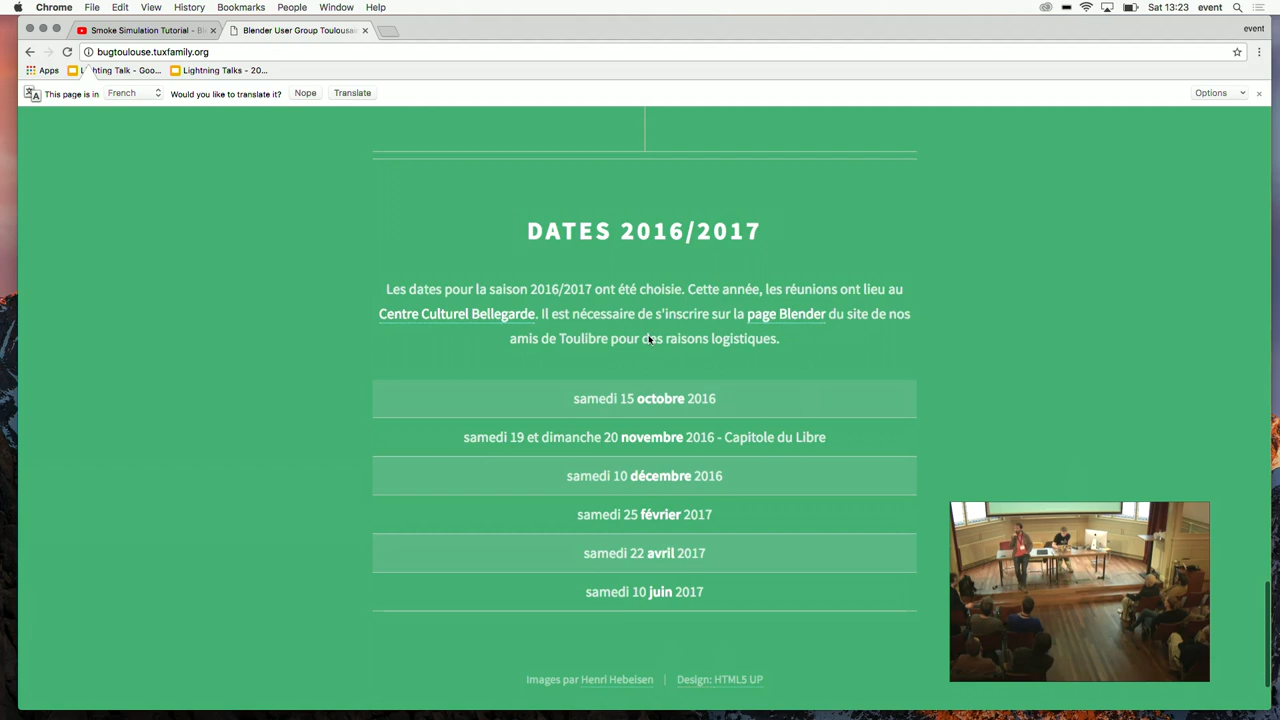 Chrome File Edit View History Bookmarks People Window Help Sat 13:23 event
Smoke Simulation Tutorial - Bl Blender User Group Toulousa event
bugtoulouse.tuxfamily.org
Apps Lighting Talk - Goo... Lightning Talks - 20...
This page is in French Would you like to translate it? Nope Translate Options
DATES 2016/2017
Les dates pour la saison 2016/2017 ont été choisie. Cette année, les réunions ont lieu au
Centre Culturel Bellegarde. Il est nécessaire de s'inscrire sur la page Blender du site de nos
amis de Toulibre pour des raisons logistiques.
samedi 15 octobre 2016
samedi 19 et dimanche 20 novembre 2016 - Capitole du Libre
samedi 10 décembre 2016
samedi 25 février 2017
samedi 22 avril 2017
samedi 10 juin 2017
Images par Henri Hebeisen | Design: HTML5 UP